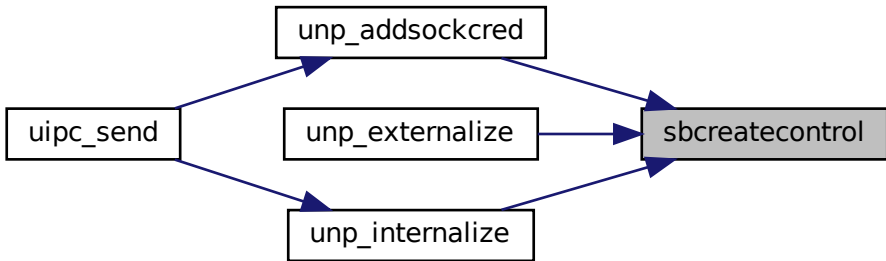 unp_addsockcred
uipc_send
unp_externalize
sbcreatecontrol
unp_internalize